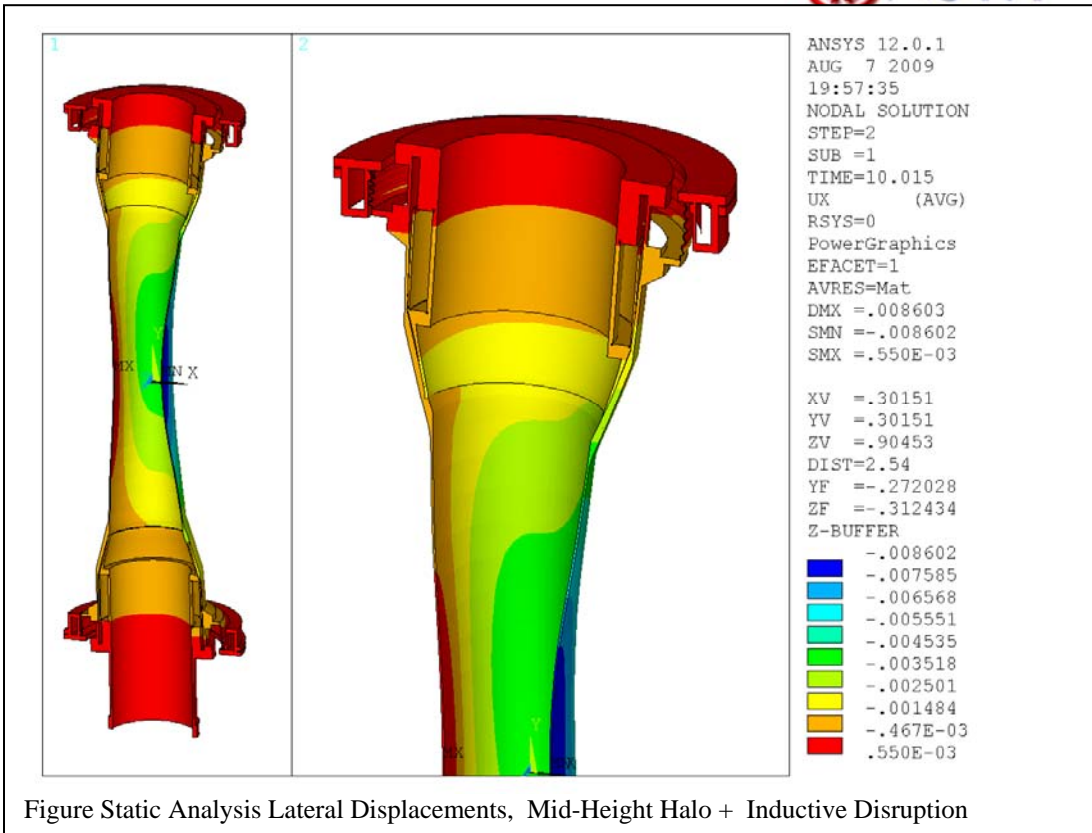 1
2
ANSYS 12.0.1
AUG 7 2009
19:57:35
NODAL SOLUTION
STEP=2
SUB =1
TIME=10.015
UX (AVG)
RSYS=0
PowerGraphics
EFACET=1
AVRES=Mat
DMX =.008603
SMN =-.008602
SMX =.550E-03
XV =.30151
YV =.30151
ZV =.90453
DIST=2.54
YF =-.272028
ZF =-.312434
Z-BUFFER
-.008602
-.007585
-.006568
-.005551
-.004535
-.003518
-.002501
-.001484
-.467E-03
.550E-03
Y
MX
X
Y
MX
Figure Static Analysis Lateral Displacements, Mid-Height Halo + Inductive Disruption